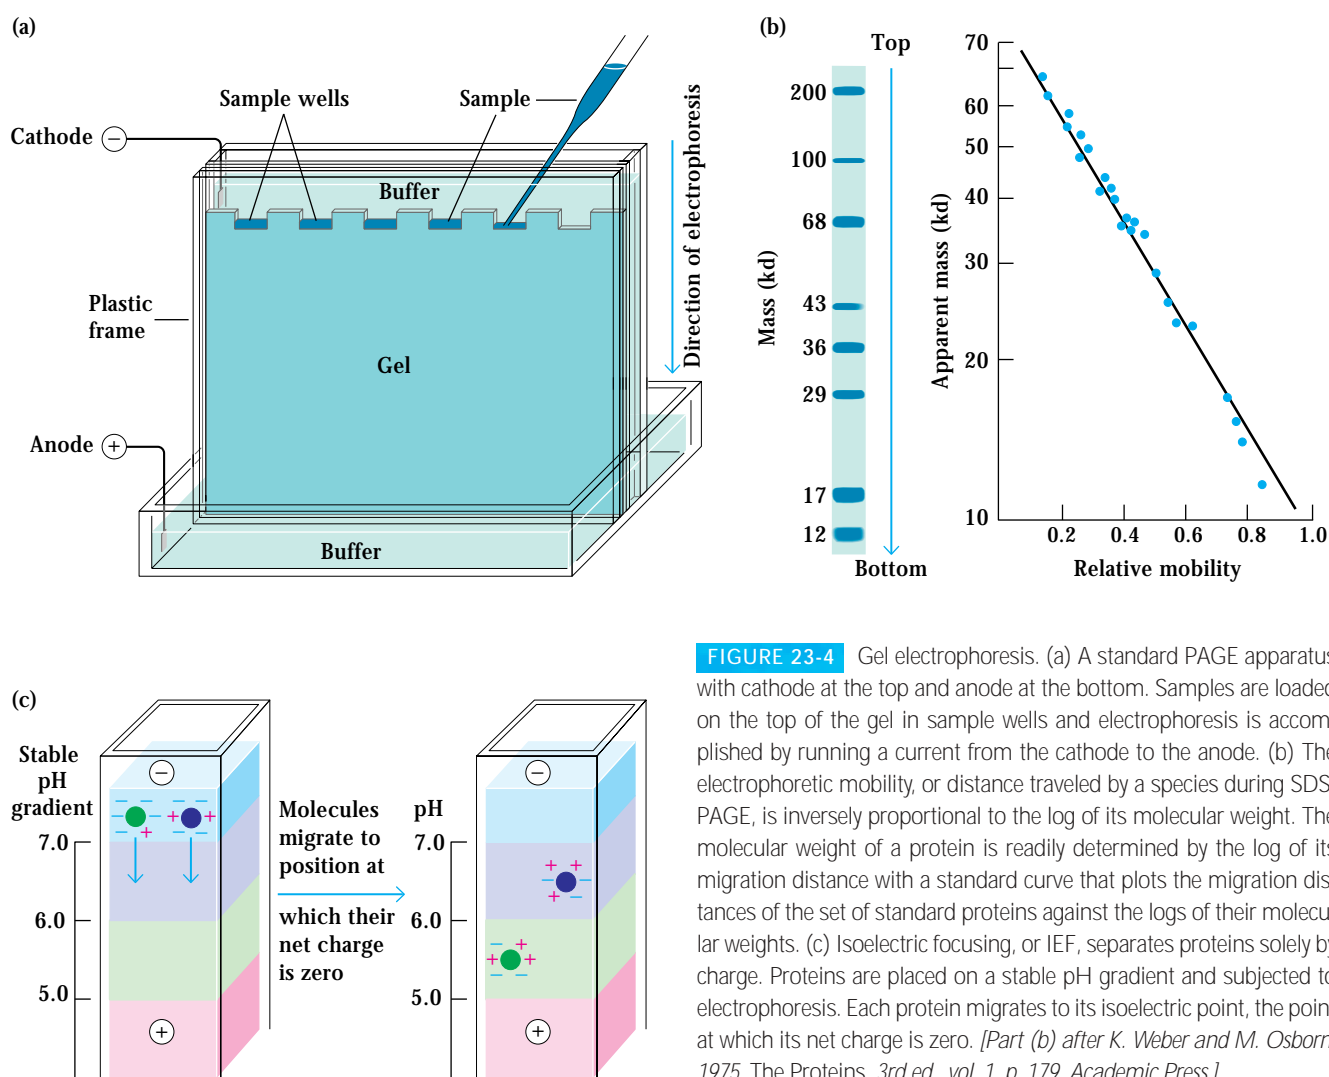 (a)
Sample wells
Sample
Cathode −
Buffer
Direction of electrophoresis
Plastic
frame
Gel
Anode +
Buffer
(b)
Top
Mass (kd)
200
100
68
43
36
29
17
12
Bottom
Apparent mass (kd)
70
60
50
40
30
20
10
0.2 0.4 0.6 0.8 1.0
Relative mobility
(c)
Stable
pH
gradient
7.0
6.0
5.0
−
+
Molecules
migrate to
position at
which their
net charge
is zero
pH
7.0
6.0
5.0
−
+
FIGURE 23-4 Gel electrophoresis. (a) A standard PAGE apparatus
with cathode at the top and anode at the bottom. Samples are loaded
on the top of the gel in sample wells and electrophoresis is accom
plished by running a current from the cathode to the anode. (b) The
electrophoretic mobility, or distance traveled by a species during SDS
PAGE, is inversely proportional to the log of its molecular weight. The
molecular weight of a protein is readily determined by the log of its
migration distance with a standard curve that plots the migration dis
tances of the set of standard proteins against the logs of their molecu
lar weights. (c) Isoelectric focusing, or IEF, separates proteins solely by
charge. Proteins are placed on a stable pH gradient and subjected to
electrophoresis. Each protein migrates to its isoelectric point, the poin
at which its net charge is zero. [Part (b) after K. Weber and M. Osborn
1975, The Proteins, 3rd ed., vol. 1, p. 179. Academic Press.]